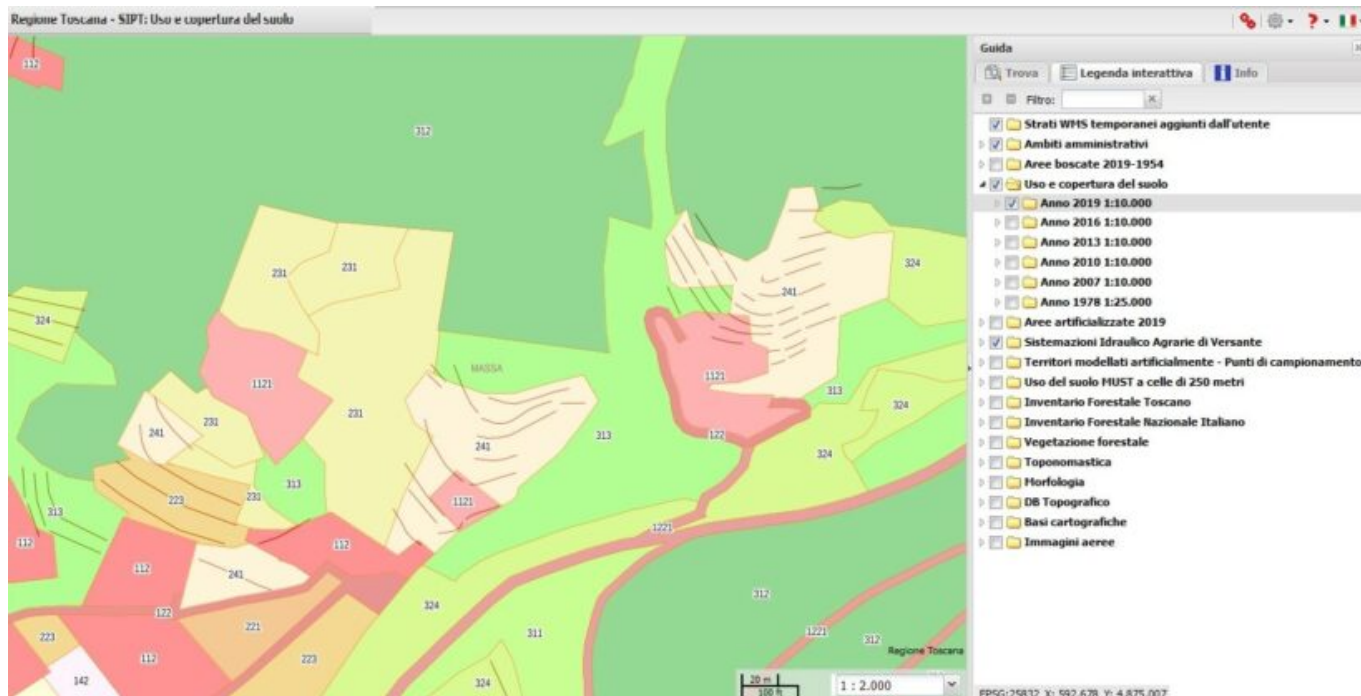 Regione Toscana - SIPT: Uso e copertura del suolo
Guida
Trova
Legenda interattiva
Info
Filtro:
Strati WMS temporanei aggiunti dall'utente
Ambiti amministrativi
Aree boscate 2019-1954
Uso e copertura del suolo
Anno 2019 1:10.000
Anno 2016 1:10.000
Anno 2013 1:10.000
Anno 2010 1:10.000
Anno 2007 1:10.000
Anno 1978 1:25.000
Aree artificializzate 2019
Sistemazioni Idraulico Agrarie di Versante
Territori modellati artificialmente - Punti di campionamento
Uso del suolo MUST a celle di 250 metri
Inventario Forestale Toscano
Inventario Forestale Nazionale Italiano
Vegetazione forestale
Toponomastica
Morfologia
DB Topografico
Basi cartografiche
Immagini aeree
112
312
231
231
324
241
324
1121
MASSA
1121
313
324
231
231
241
122
313
241
324
313
223
231
1121
313
1221
112
112
112
241
312
122
324
223
221
311
1221
312
112
223
Regione Toscana
142
324
20 m
100 ft
1 : 2.000
EPSG:25832 X: 592.678 Y: 4.875.007